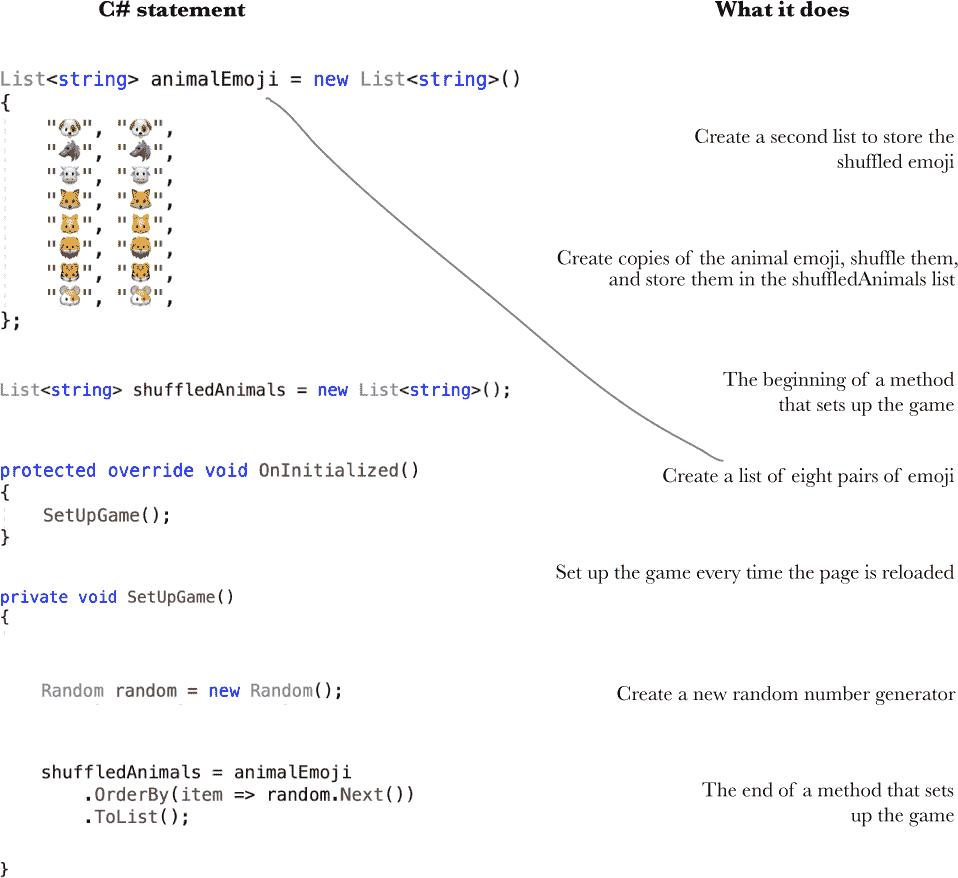 C# statement
What it does
List<string> animalEmoji = new List<string>()
{
"🐶", "🐶",
"🐺", "🐺",
"🐮", "🐮",
"🦊", "🦊",
"🐱", "🐱",
"🦁", "🦁",
"🐯", "🐯",
"🐹", "🐹",
};
List<string> shuffledAnimals = new List<string>();
protected override void OnInitialized()
{
SetUpGame();
}
private void SetUpGame()
{
Random random = new Random();
shuffledAnimals = animalEmoji
.OrderBy(item => random.Next())
.ToList();
}
Create a second list to store the
shuffled emoji
Create copies of the animal emoji, shuffle them,
and store them in the shuffledAnimals list
The beginning of a method
that sets up the game
Create a list of eight pairs of emoji
Set up the game every time the page is reloaded
Create a new random number generator
The end of a method that sets
up the game